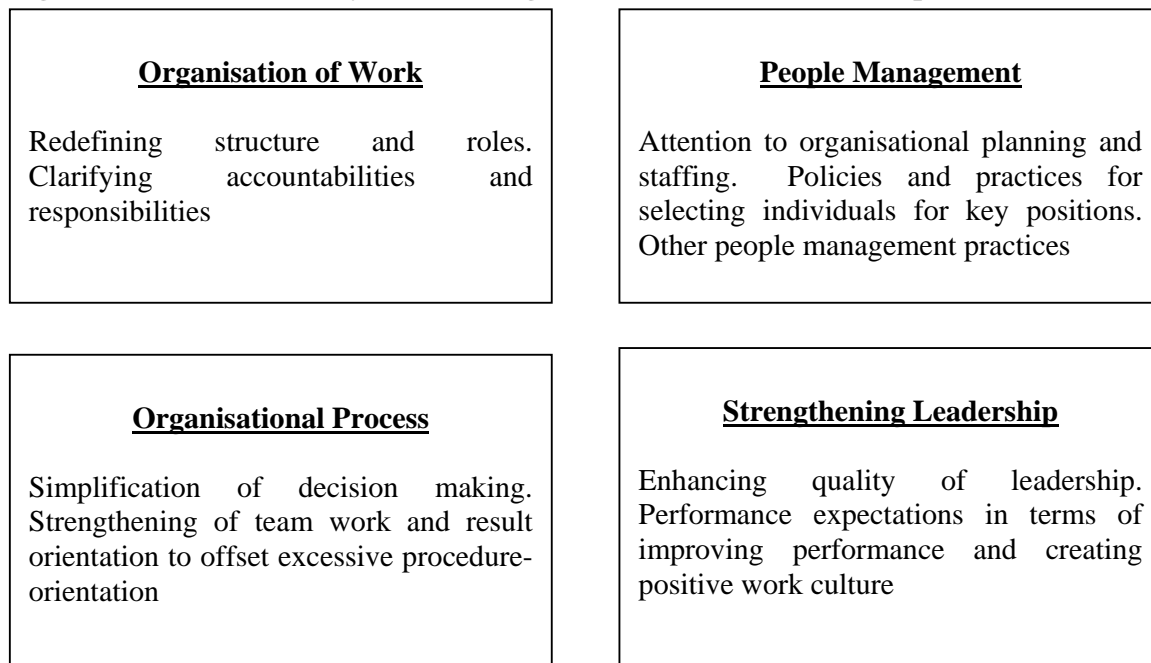 Organisation of Work
Redefining structure and roles.
Clarifying accountabilities and
responsibilities
People Management
Attention to organisational planning and
staffing. Policies and practices for
selecting individuals for key positions.
Other people management practices
Organisational Process
Simplification of decision making.
Strengthening of team work and result
orientation to offset excessive procedure-
orientation
Strengthening Leadership
Enhancing quality of leadership.
Performance expectations in terms of
improving performance and creating
positive work culture